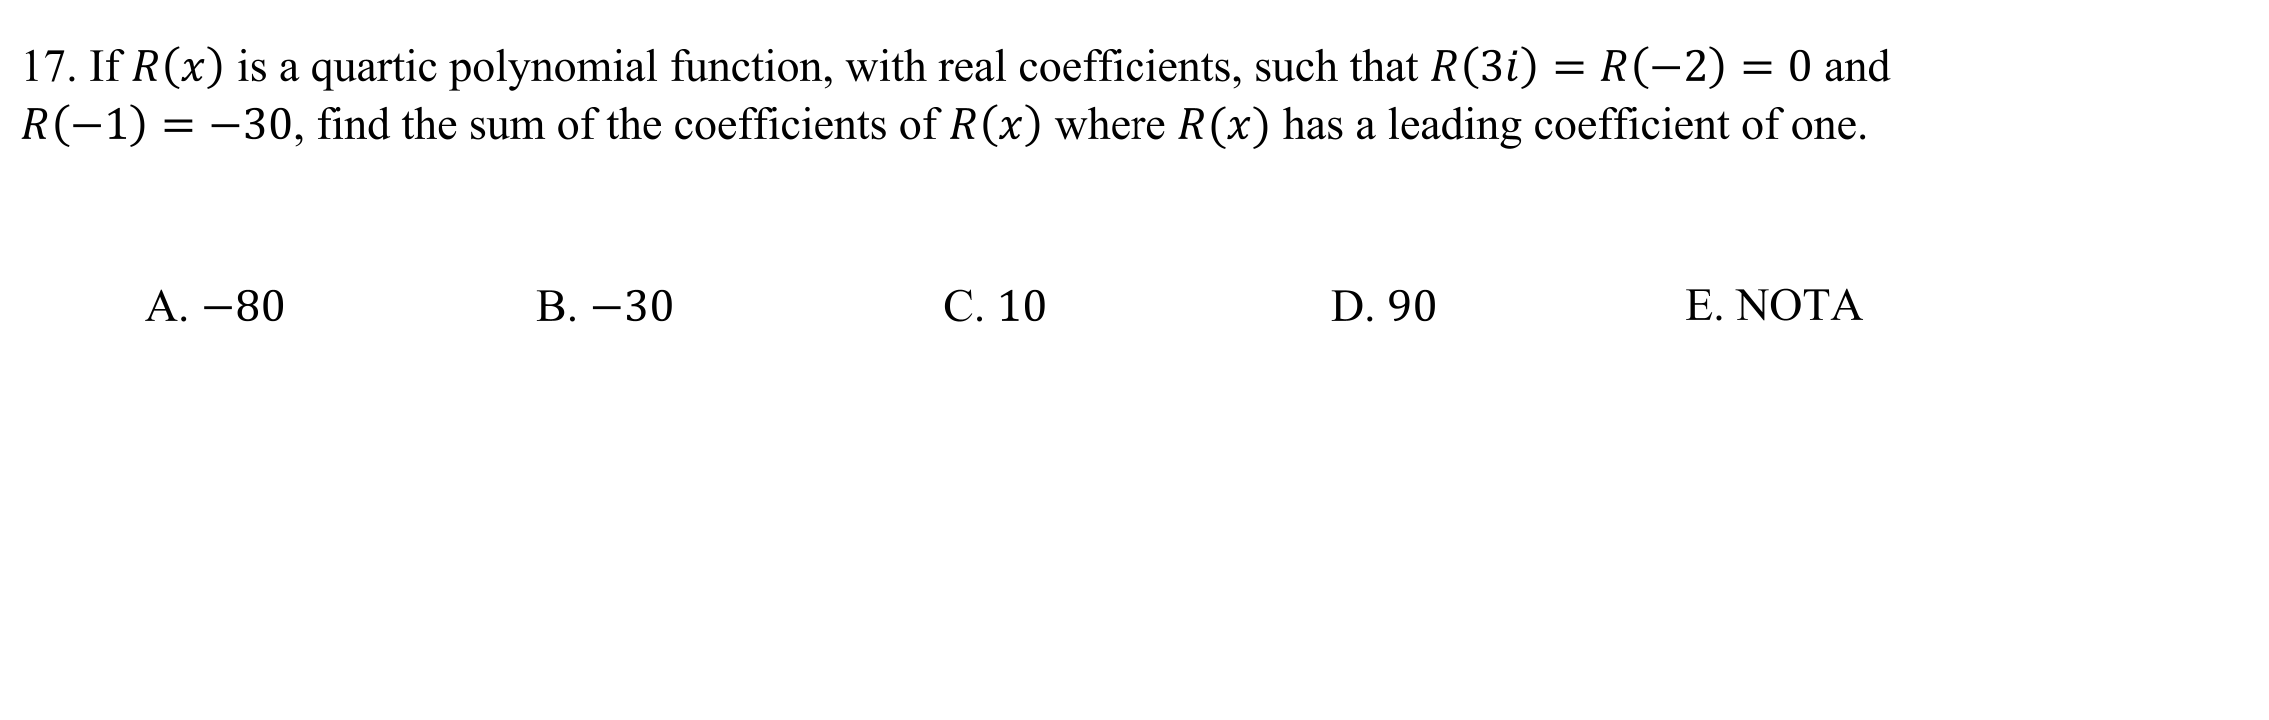 17. If R(x) is a quartic polynomial function, with real coefficients, such that R(3i) = R(−2) = 0 and
R(−1) = −30, find the sum of the coefficients of R(x) where R(x) has a leading coefficient of one.
A. −80 B. −30 C. 10 D. 90 E. NOTA